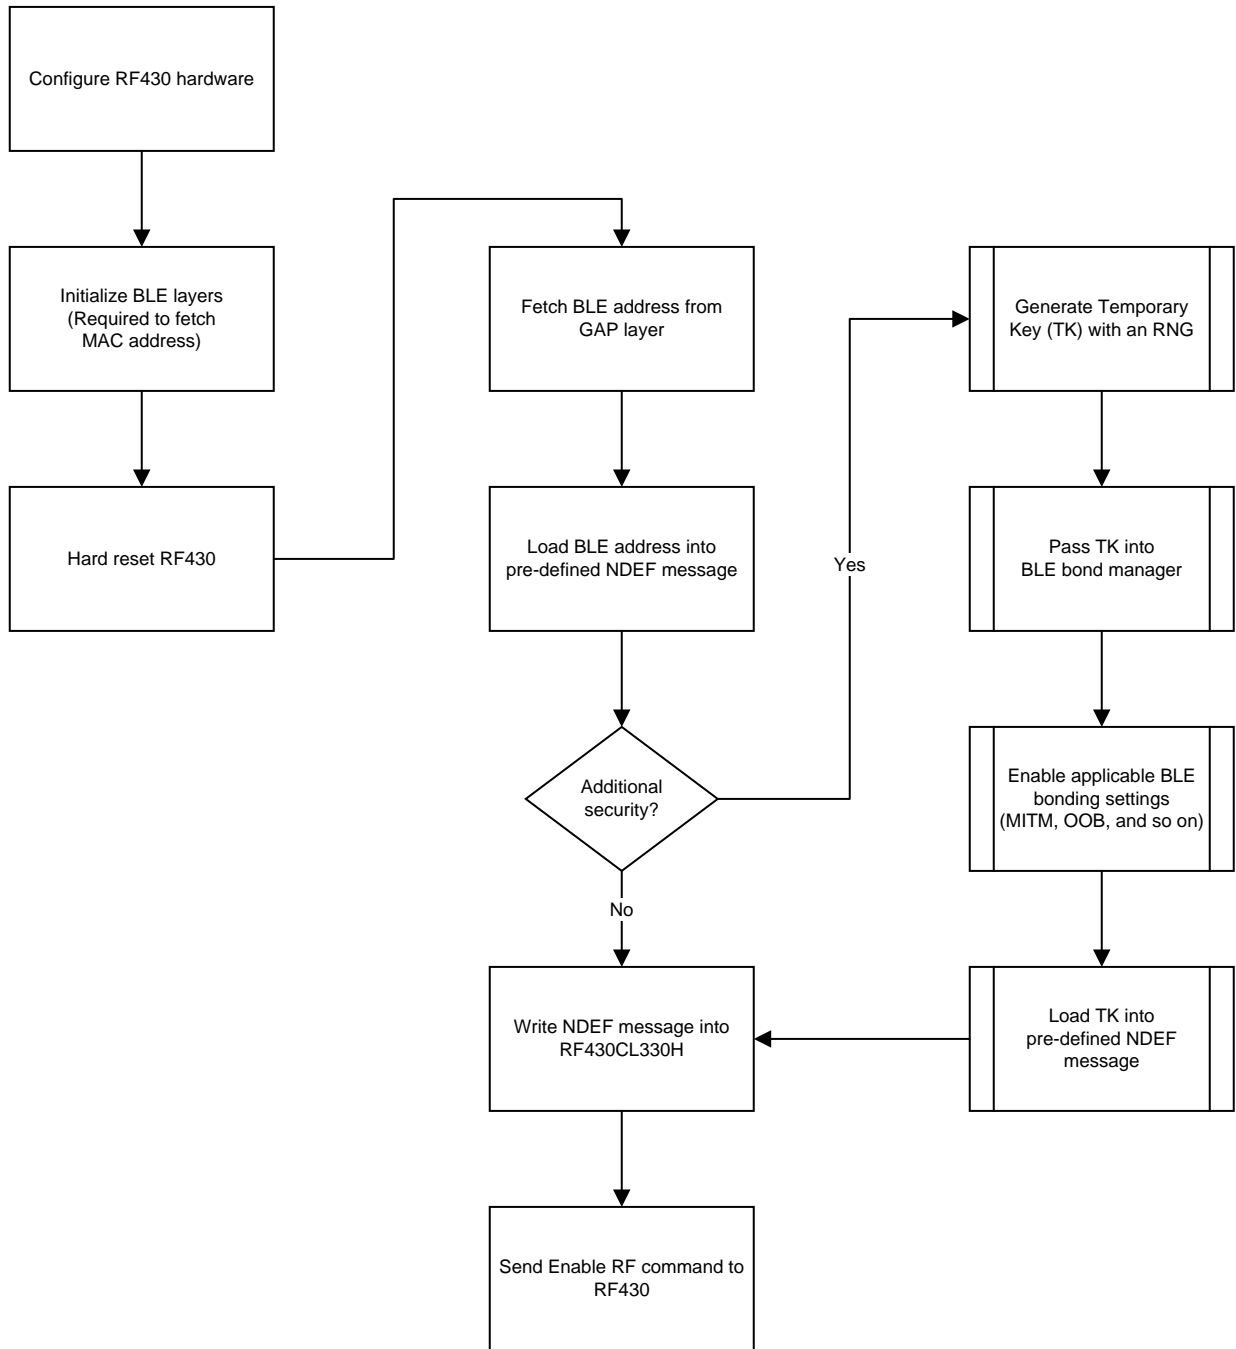 Configure RF430 hardware
Initialize BLE layers
(Required to fetch
MAC address)
Hard reset RF430
Fetch BLE address from
GAP layer
Load BLE address into
pre-defined NDEF message
Additional
security?
Yes
No
Generate Temporary
Key (TK) with an RNG
Pass TK into
BLE bond manager
Enable applicable BLE
bonding settings
(MITM, OOB, and so on)
Load TK into
pre-defined NDEF
message
Write NDEF message into
RF430CL330H
Send Enable RF command to
RF430